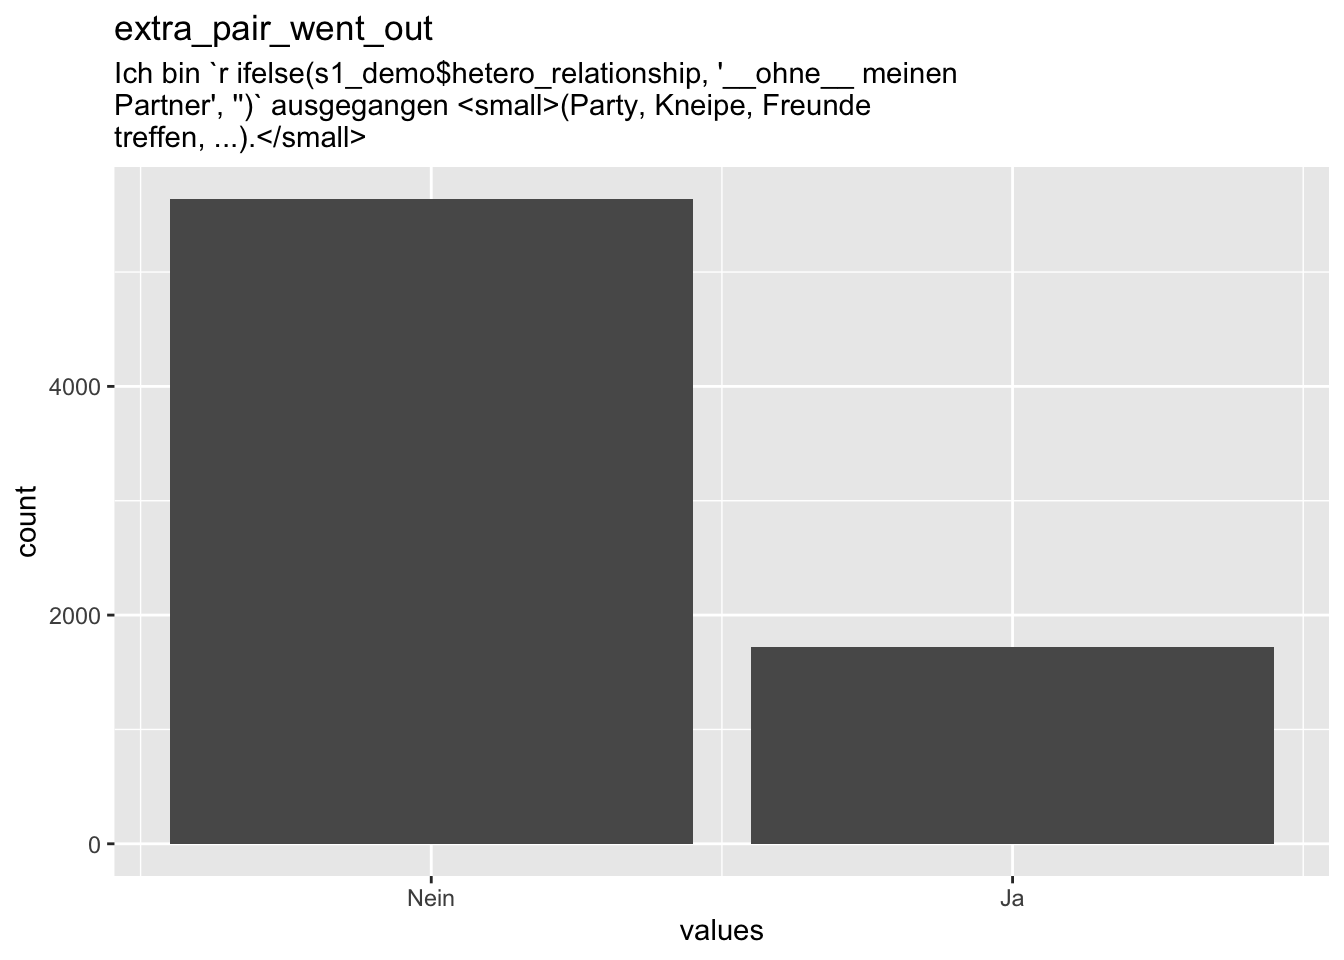 extra_pair_went_out
Ich bin `r ifelse(s1_demo$hetero_relationship, '__ohne__ meinen
Partner', '')` ausgegangen <small>(Party, Kneipe, Freunde
treffen, ...).</small>
4000
2000
0
count
Nein
Ja
values